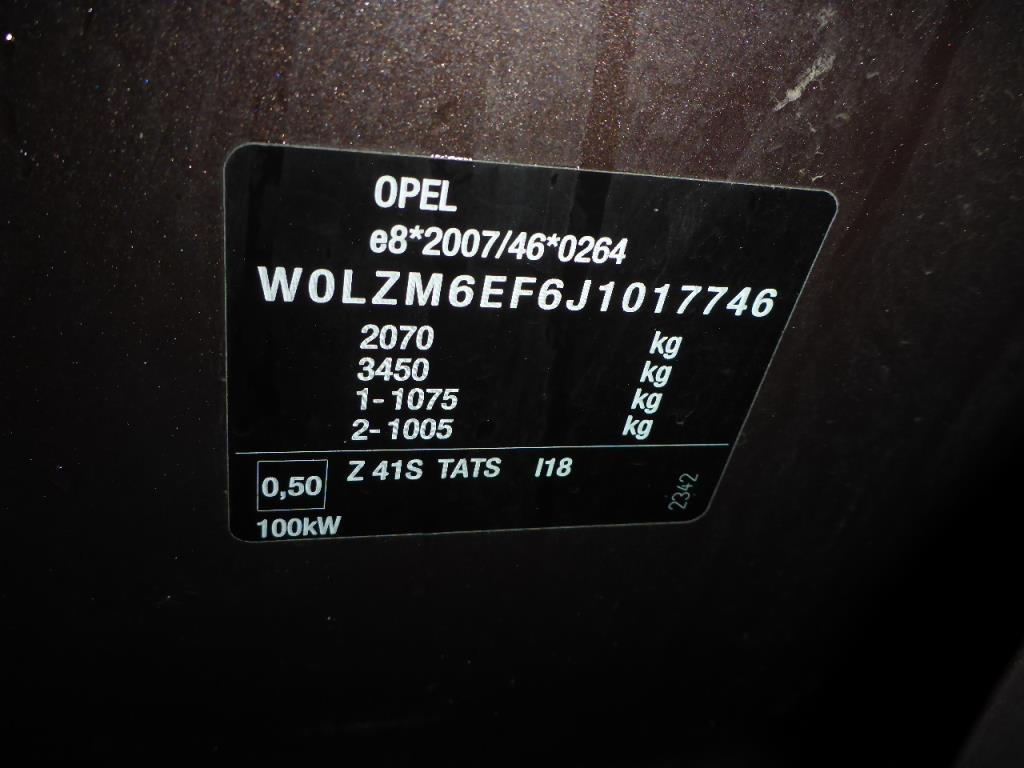 OPEL
e8*2007/46*0264
W0LZM6EF6J1017746
2070 kg
3450 kg
1-1075 kg
2-1005 kg
0,50 Z 41S TATS I18
100kW
2342